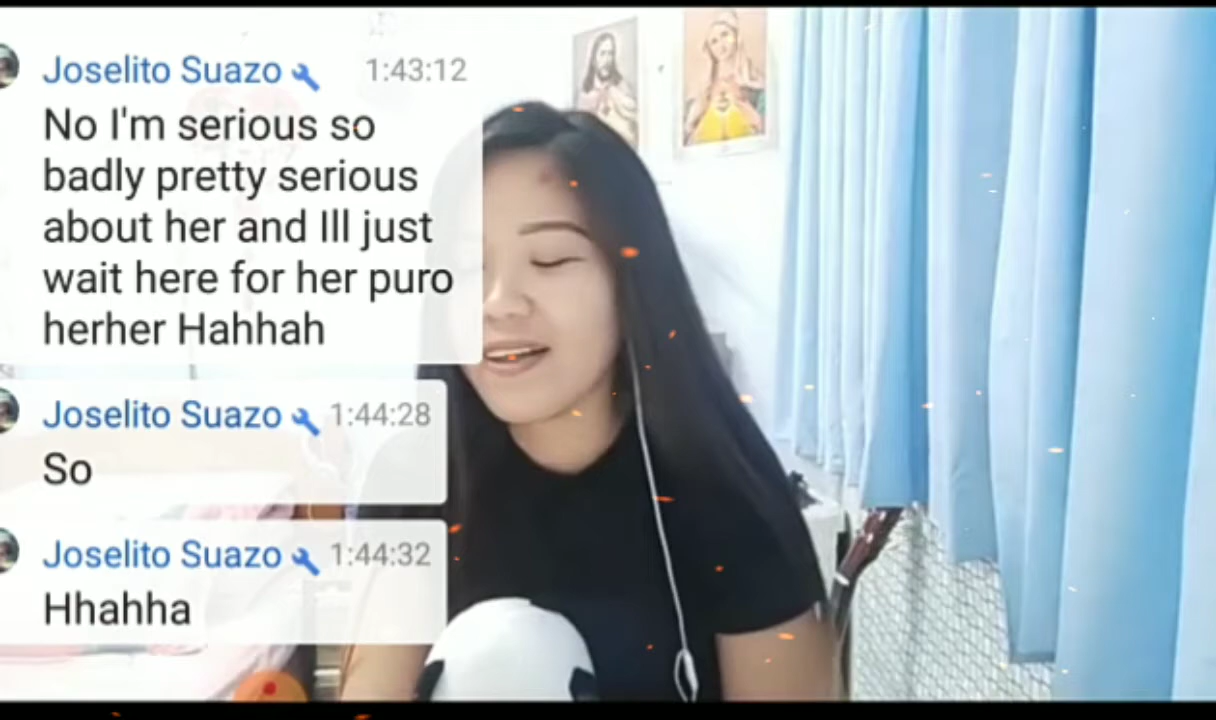 Joselito Suazo 1:43:12
No I'm serious so
badly pretty serious
about her and Ill just
wait here for her puro
herher Hahhah
Joselito Suazo 1:44:28
So
Joselito Suazo 1:44:32
Hhahha